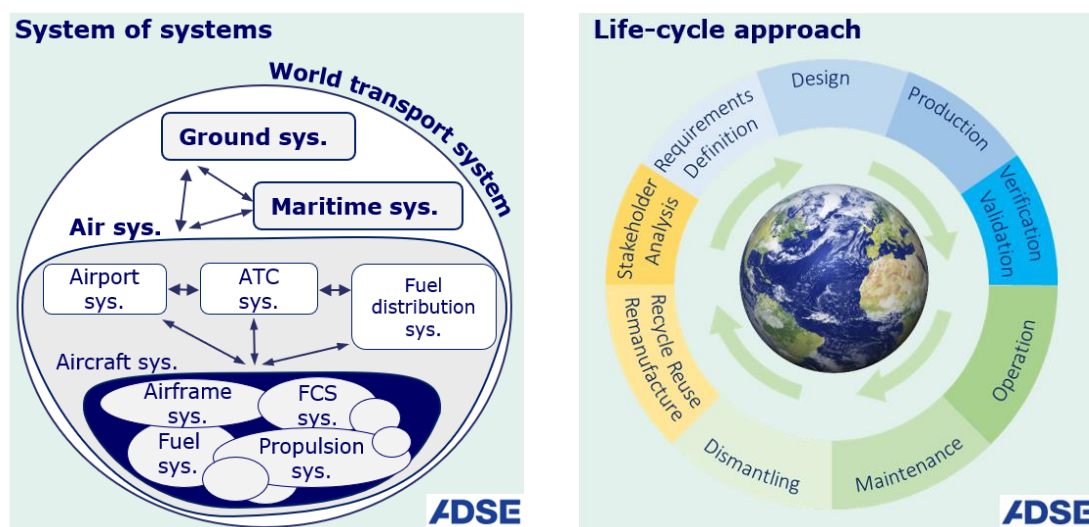 System of systems
World transport system
Ground sys.
Maritime sys.
Air sys.
Airport
sys.
ATC
sys.
Fuel
distribution
sys.
Aircraft sys.
Airframe
sys.
FCS
sys.
Fuel
sys.
Propulsion
sys.
ADSE
Life-cycle approach
Design
Production
Verification
Validation
Operation
Maintenance
Dismantling
Recycle Reuse
Remanufacture
Stakeholder
Analysis
Requirements
Definition
ADSE